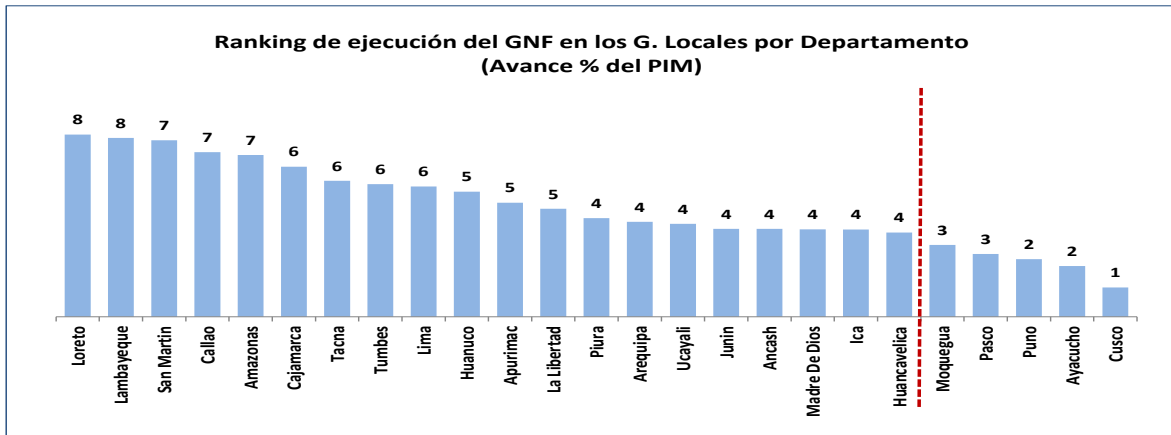 Ranking de ejecución del GNF en los G. Locales por Departamento
(Avance % del PIM)
8 8 7 7 7 6 6 6 6 5 5 5 4 4 4 4 4 4 4 4 3 3 2 2 1
Loreto
Lambayeque
San Martin
Callao
Amazonas
Cajamarca
Tacna
Tumbes
Lima
Huanuco
Apurimac
La Libertad
Piura
Arequipa
Ucayali
Junin
Ancash
Madre De Dios
Ica
Huancavelica
Moquegua
Pasco
Puno
Ayacucho
Cusco